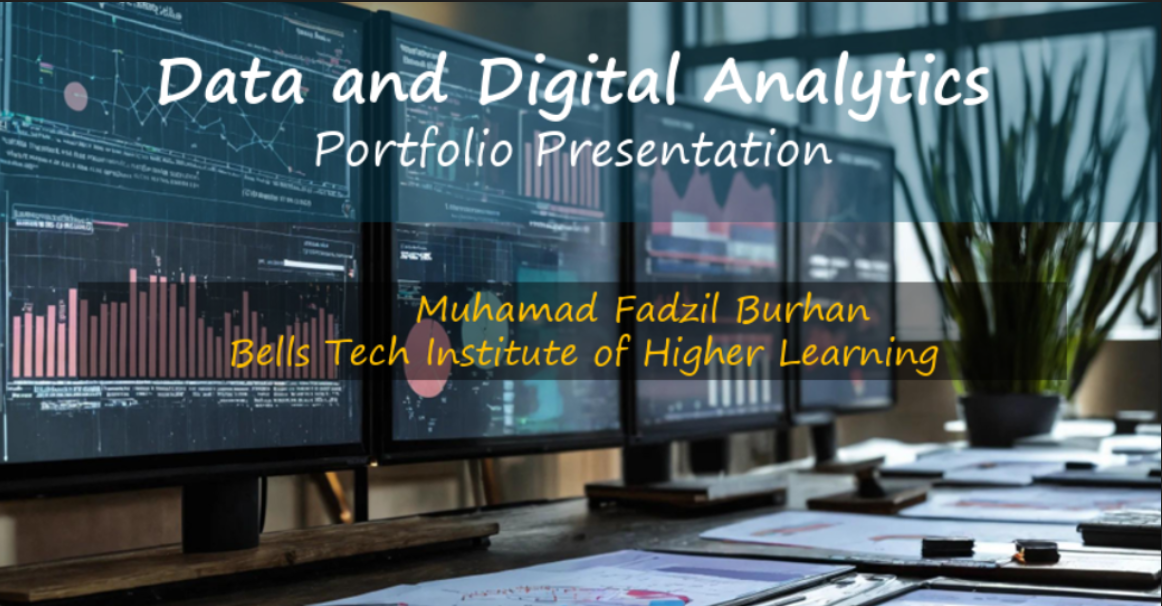 Data and Digital Analytics
Portfolio Presentation
Muhamad Fadzil Burhan
Bells Tech Institute of Higher Learning